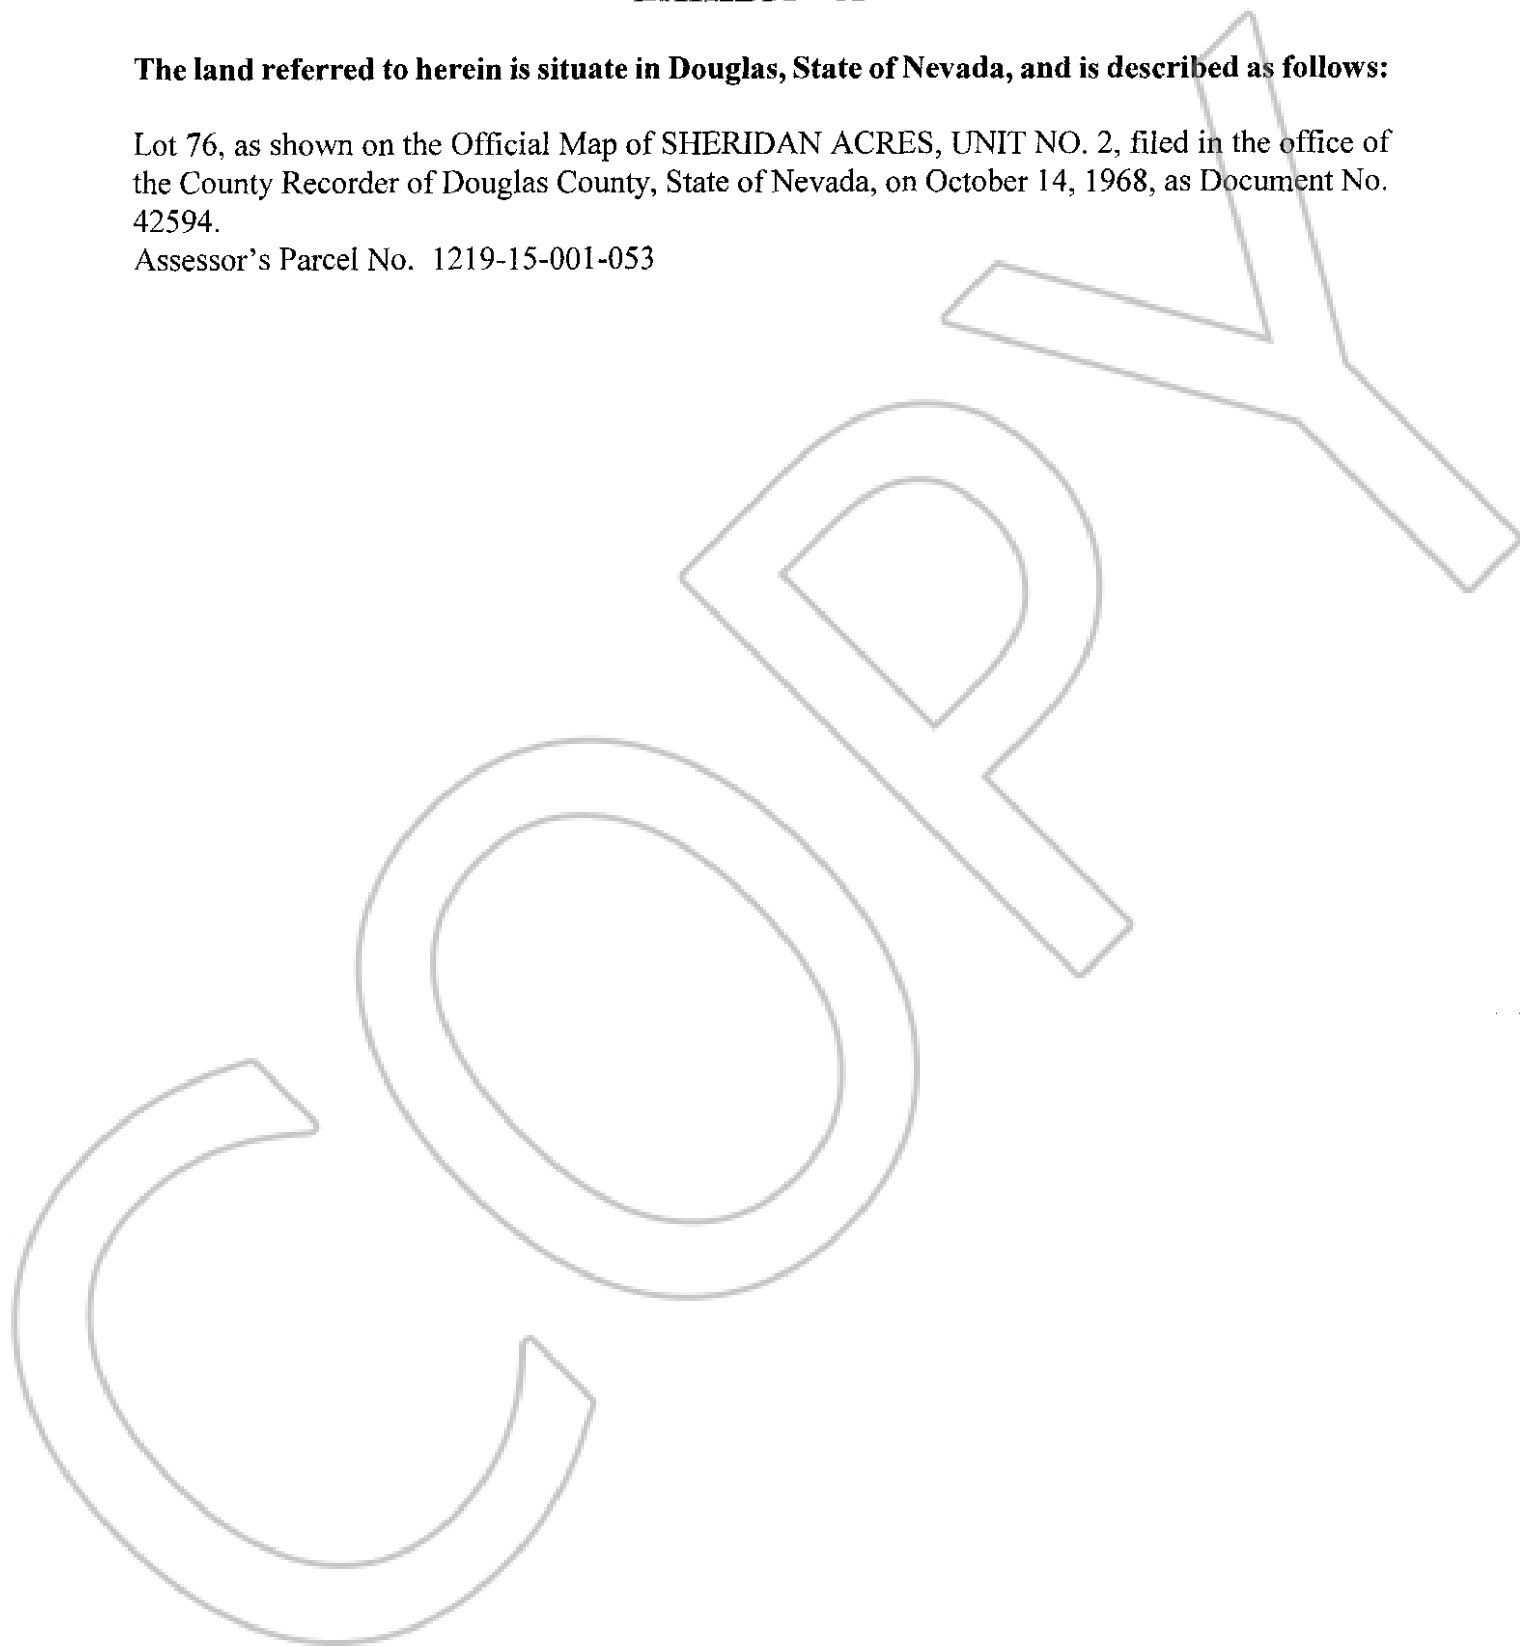 The land referred to herein is situate in Douglas, State of Nevada, and is described as follows:
Lot 76, as shown on the Official Map of SHERIDAN ACRES, UNIT NO. 2, filed in the office of
the County Recorder of Douglas County, State of Nevada, on October 14, 1968, as Document No.
42594.
Assessor's Parcel No. 1219-15-001-053
COPY